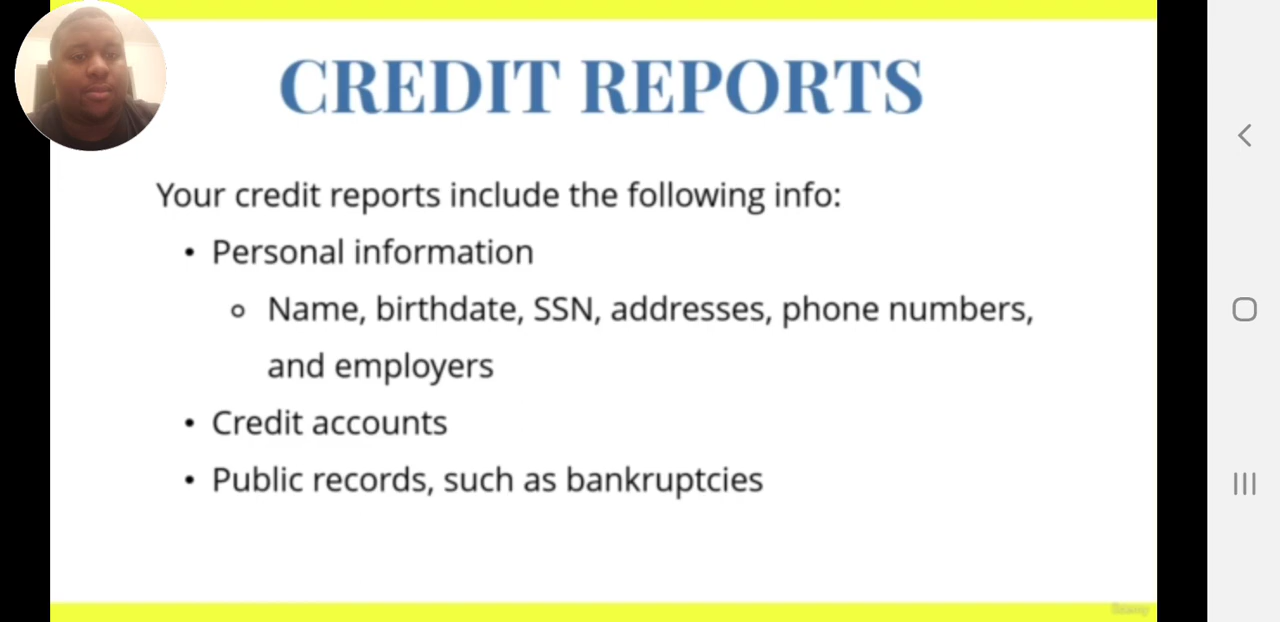 CREDIT REPORTS
Your credit reports include the following info:
• Personal information
o Name, birthdate, SSN, addresses, phone numbers,
and employers
• Credit accounts
• Public records, such as bankruptcies
Udemy